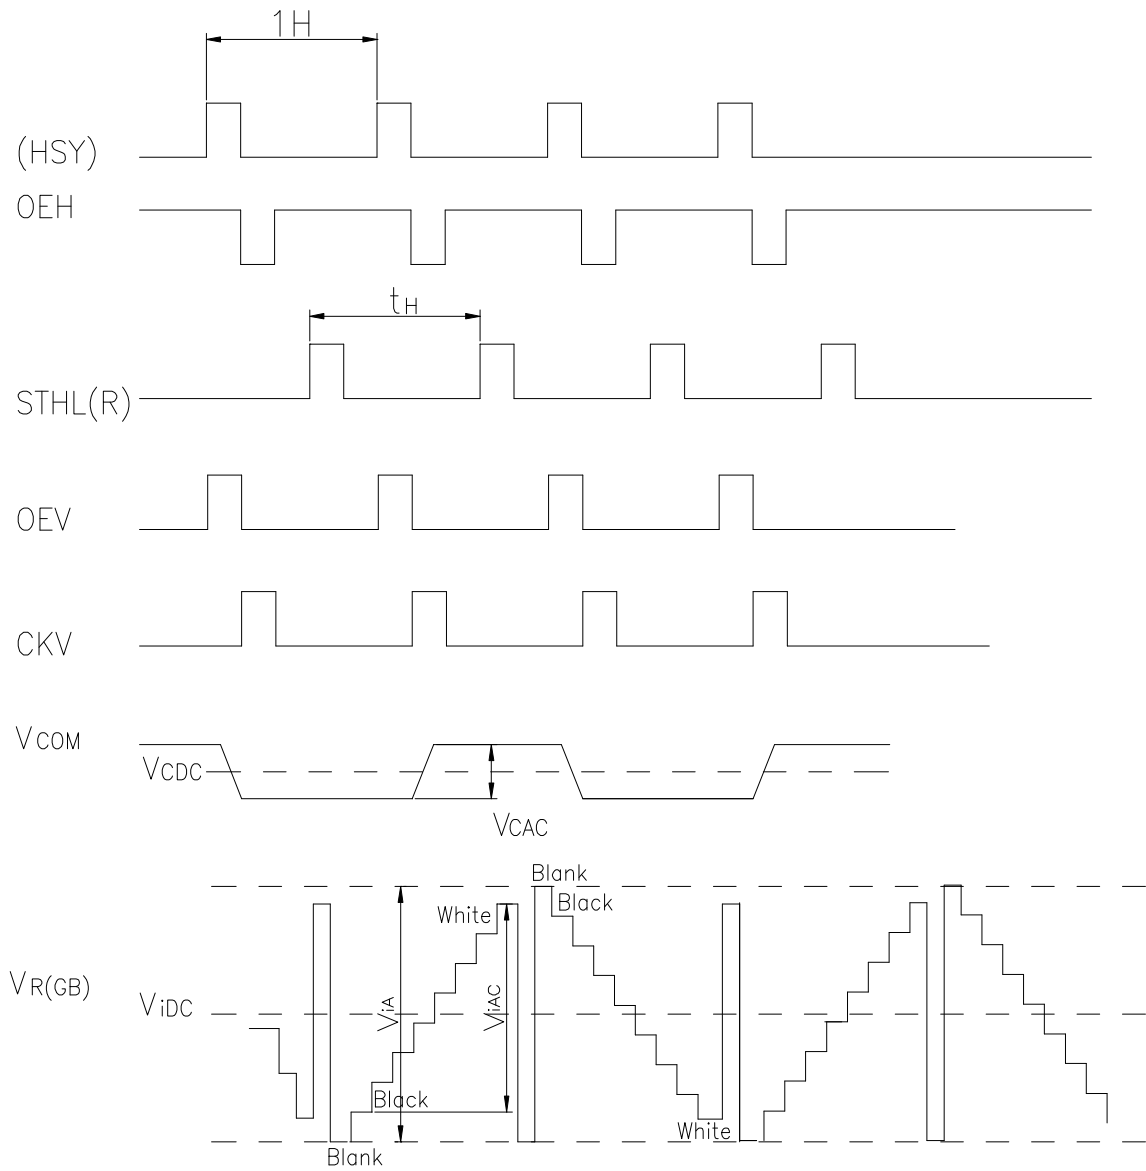 1H
(HSY)
OEH
tH
STHL(R)
OEV
CKV
VCOM
VCDC
VCAC
Blank
White
Black
VR(GB)
ViDC
ViA
ViAC
Black
White
Blank